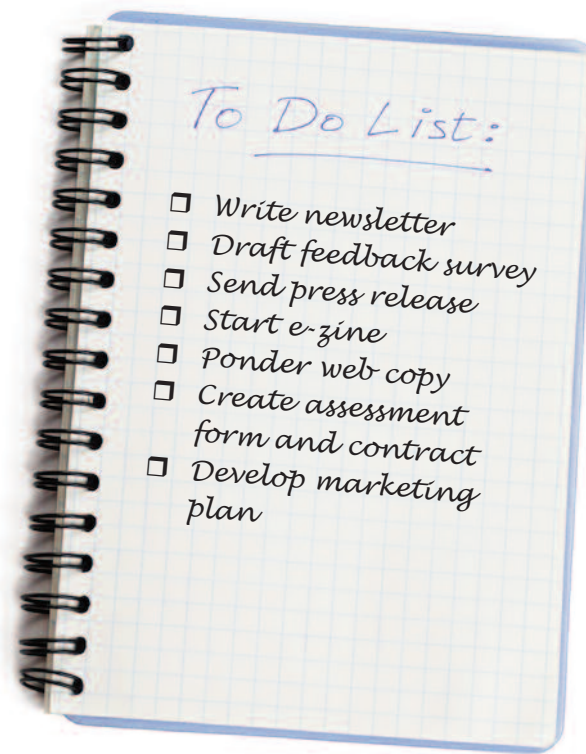 To Do List:
❒ Write newsletter
❒ Draft feedback survey
❒ Send press release
❒ Start e-zine
❒ Ponder web copy
❒ Create assessment
form and contract
❒ Develop marketing
plan